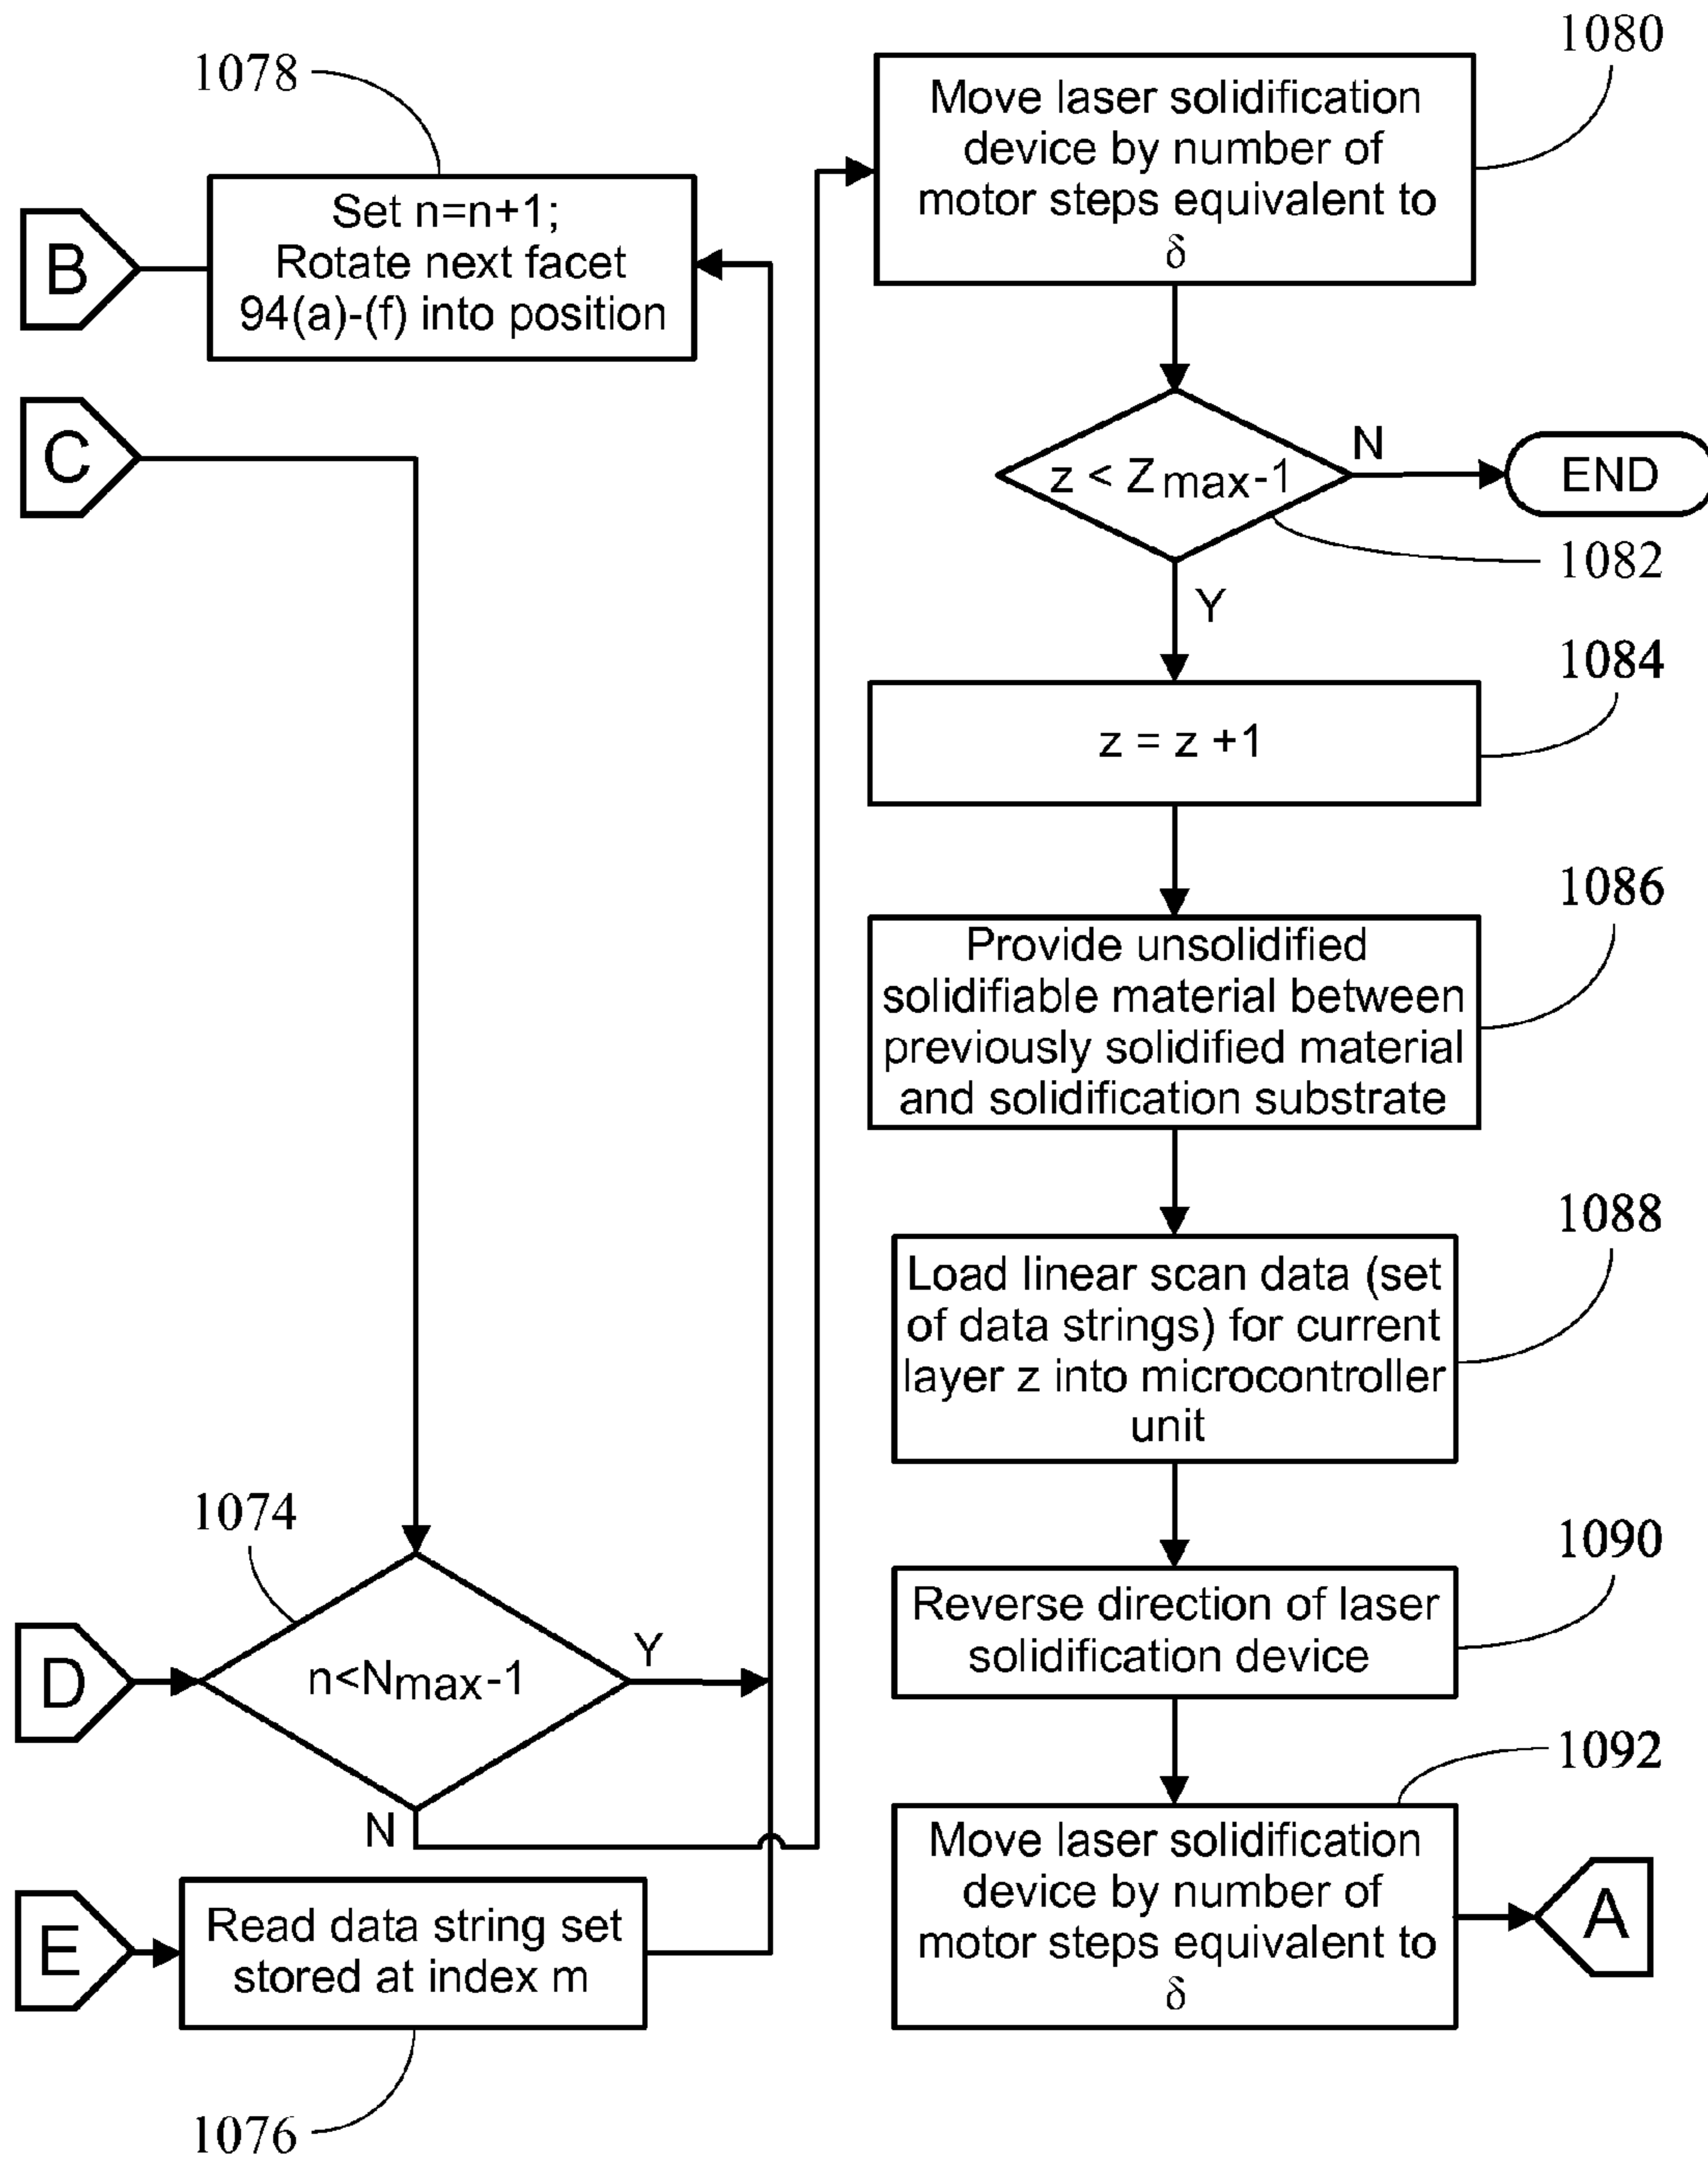 1078
B
Set n=n+1;
Rotate next facet
94(a)-(f) into position
C
1074
D
n<Nmax-1
Y
N
E
Read data string set
stored at index m
1076
1080
Move laser solidification
device by number of
motor steps equivalent to
δ
z < Zmax-1
N
END
1082
Y
1084
z = z +1
1086
Provide unsolidified
solidifiable material between
previously solidified material
and solidification substrate
1088
Load linear scan data (set
of data strings) for current
layer z into microcontroller
unit
1090
Reverse direction of laser
solidification device
1092
Move laser solidification
device by number of
motor steps equivalent to
δ
A